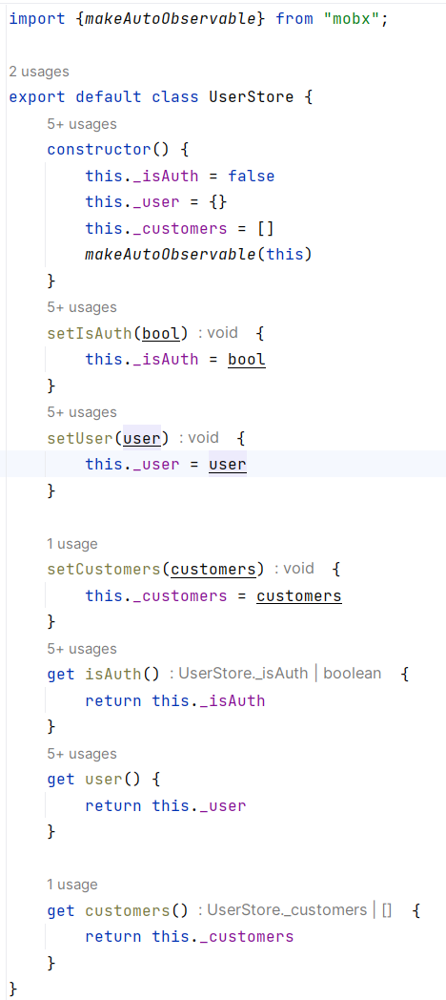 import {makeAutoObservable} from "mobx";
2 usages
export default class UserStore {
5+ usages
constructor() {
this._isAuth = false
this._user = {}
this._customers = []
makeAutoObservable(this)
}
5+ usages
setIsAuth(bool) : void {
this._isAuth = bool
}
5+ usages
setUser(user) : void {
this._user = user
}
1 usage
setCustomers(customers) : void {
this._customers = customers
}
5+ usages
get isAuth() : UserStore._isAuth | boolean {
return this._isAuth
}
5+ usages
get user() {
return this._user
}
1 usage
get customers() : UserStore._customers | [] {
return this._customers
}
}